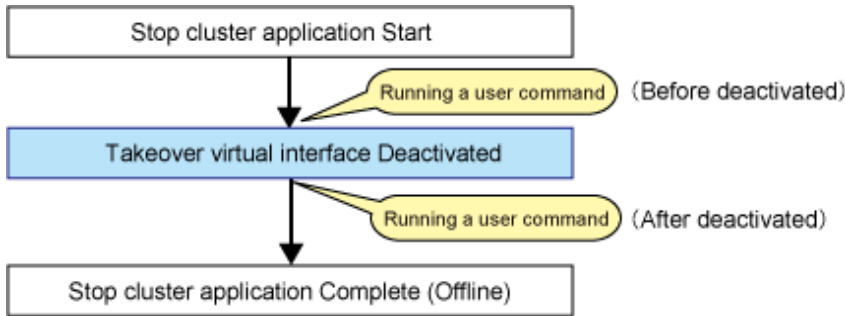 Stop cluster application Start
Running a user command (Before deactivated)
Takeover virtual interface Deactivated
Running a user command (After deactivated)
Stop cluster application Complete (Offline)